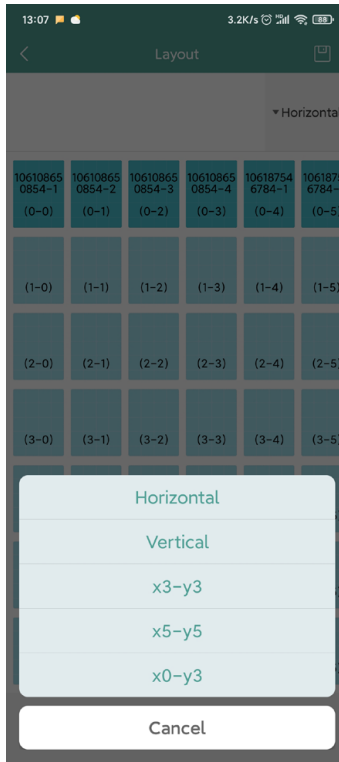 13:07
3.2K/s
88
Layout
Horizonta
10610865 10610865 10610865 10610865 10618754 106187
0854-1 0854-2 0854-3 0854-4 6784-1 6784-
(0-0) (0-1) (0-2) (0-3) (0-4) (0-5
(1-0) (1-1) (1-2) (1-3) (1-4) (1-5)
(2-0) (2-1) (2-2) (2-3) (2-4) (2-5
(3-0) (3-1) (3-2) (3-3) (3-4) (3-5
Horizontal
Vertical
x3-y3
x5-y5
x0-y3
Cancel